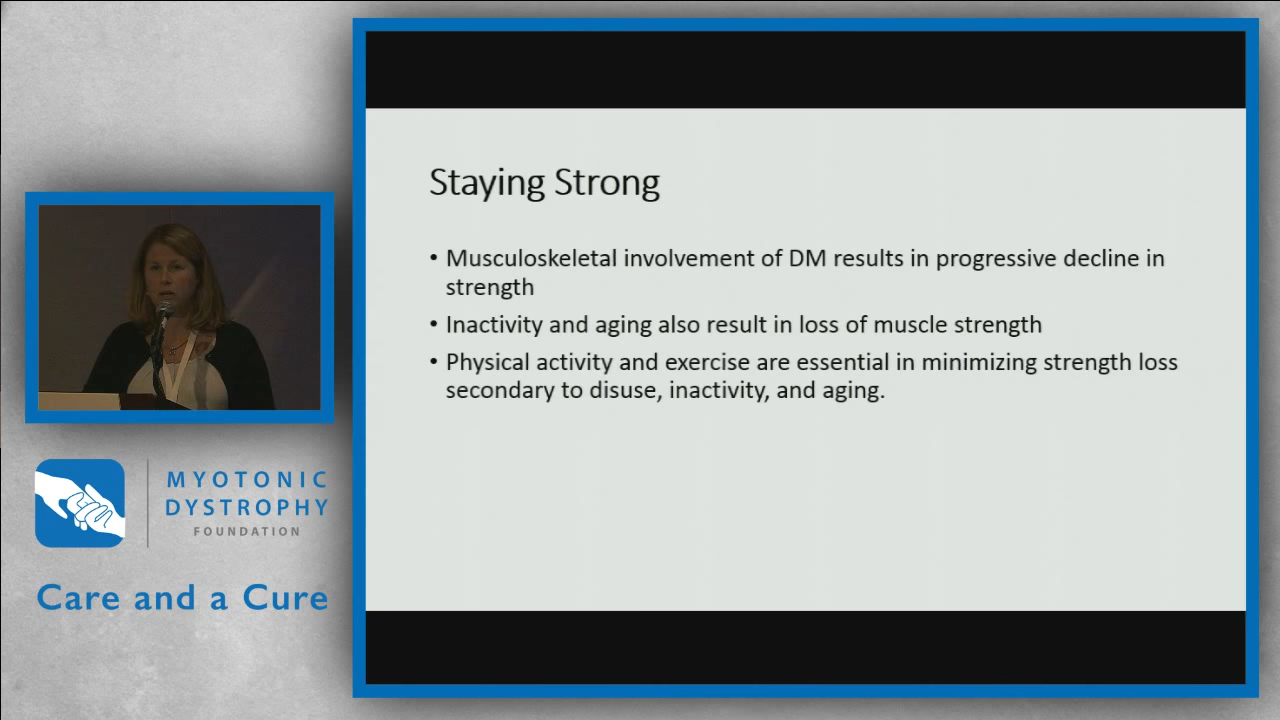 Staying Strong
• Musculoskeletal involvement of DM results in progressive decline in
strength
• Inactivity and aging also result in loss of muscle strength
• Physical activity and exercise are essential in minimizing strength loss
secondary to disuse, inactivity, and aging.
MYOTONIC
DYSTROPHY
FOUNDATION
Care and a Cure